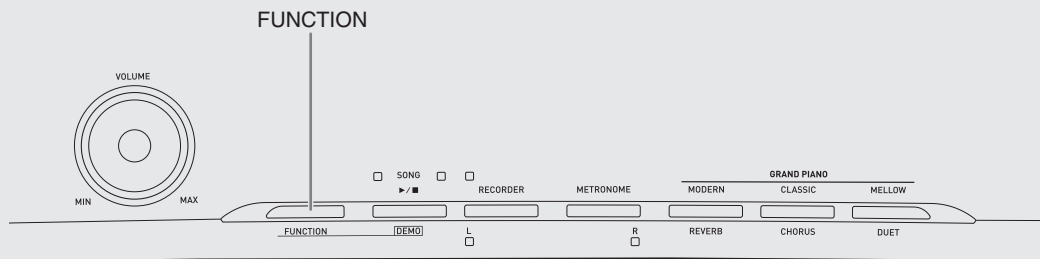 FUNCTION
VOLUME
MIN
MAX
SONG
►/■
RECORDER
METRONOME
GRAND PIANO
MODERN
CLASSIC
MELLOW
FUNCTION
DEMO
L
R
REVERB
CHORUS
DUET